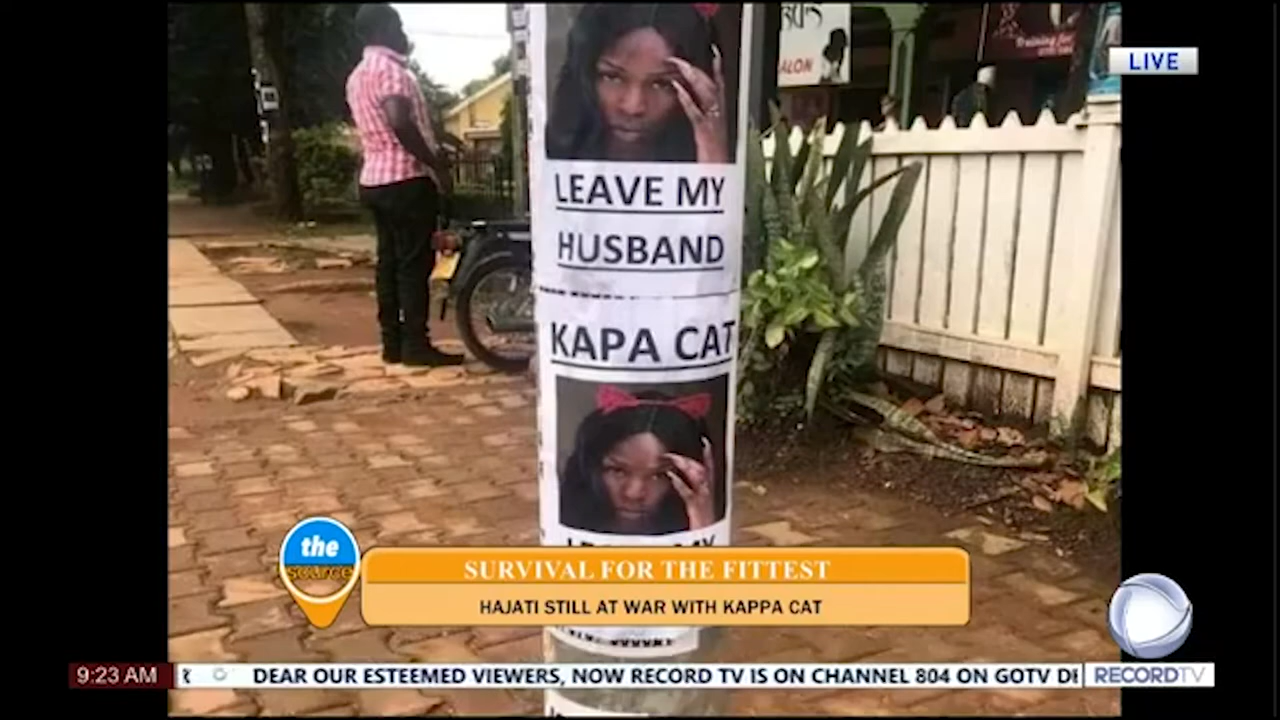 LIVE
ALON
LEAVE MY
HUSBAND
KAPA CAT
the
source
SURVIVAL FOR THE FITTEST
HAJATI STILL AT WAR WITH KAPPA CAT
9:23 AM
DEAR OUR ESTEEMED VIEWERS, NOW RECORD TV IS ON CHANNEL 804 ON GOTV
RECORDTV